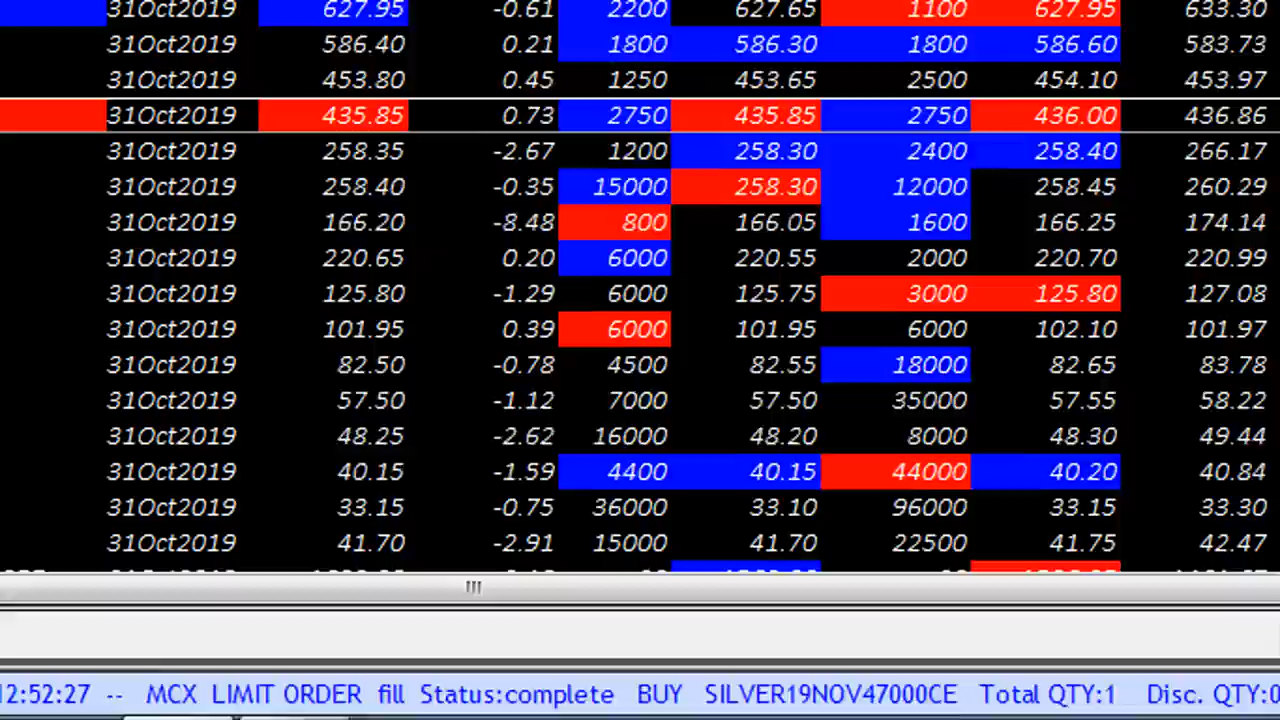 31Oct2019 627.95 -0.61 2200 627.65 1100 627.95 633.30
31Oct2019 586.40 0.21 1800 586.30 1800 586.60 583.73
31Oct2019 453.80 0.45 1250 453.65 2500 454.10 453.97
31Oct2019 435.85 0.73 2750 435.85 2750 436.00 436.86
31Oct2019 258.35 -2.67 1200 258.30 2400 258.40 266.17
31Oct2019 258.40 -0.35 15000 258.30 12000 258.45 260.29
31Oct2019 166.20 -8.48 800 166.05 1600 166.25 174.14
31Oct2019 220.65 0.20 6000 220.55 2000 220.70 220.99
31Oct2019 125.80 -1.29 6000 125.75 3000 125.80 127.08
31Oct2019 101.95 0.39 6000 101.95 6000 102.10 101.97
31Oct2019 82.50 -0.78 4500 82.55 18000 82.65 83.78
31Oct2019 57.50 -1.12 7000 57.50 35000 57.55 58.22
31Oct2019 48.25 -2.62 16000 48.20 8000 48.30 49.44
31Oct2019 40.15 -1.59 4400 40.15 44000 40.20 40.84
31Oct2019 33.15 -0.75 36000 33.10 96000 33.15 33.30
31Oct2019 41.70 -2.91 15000 41.70 22500 41.75 42.47
12:52:27 -- MCX LIMIT ORDER fill Status:complete BUY SILVER19NOV47000CE Total QTY:1 Disc. QTY:0